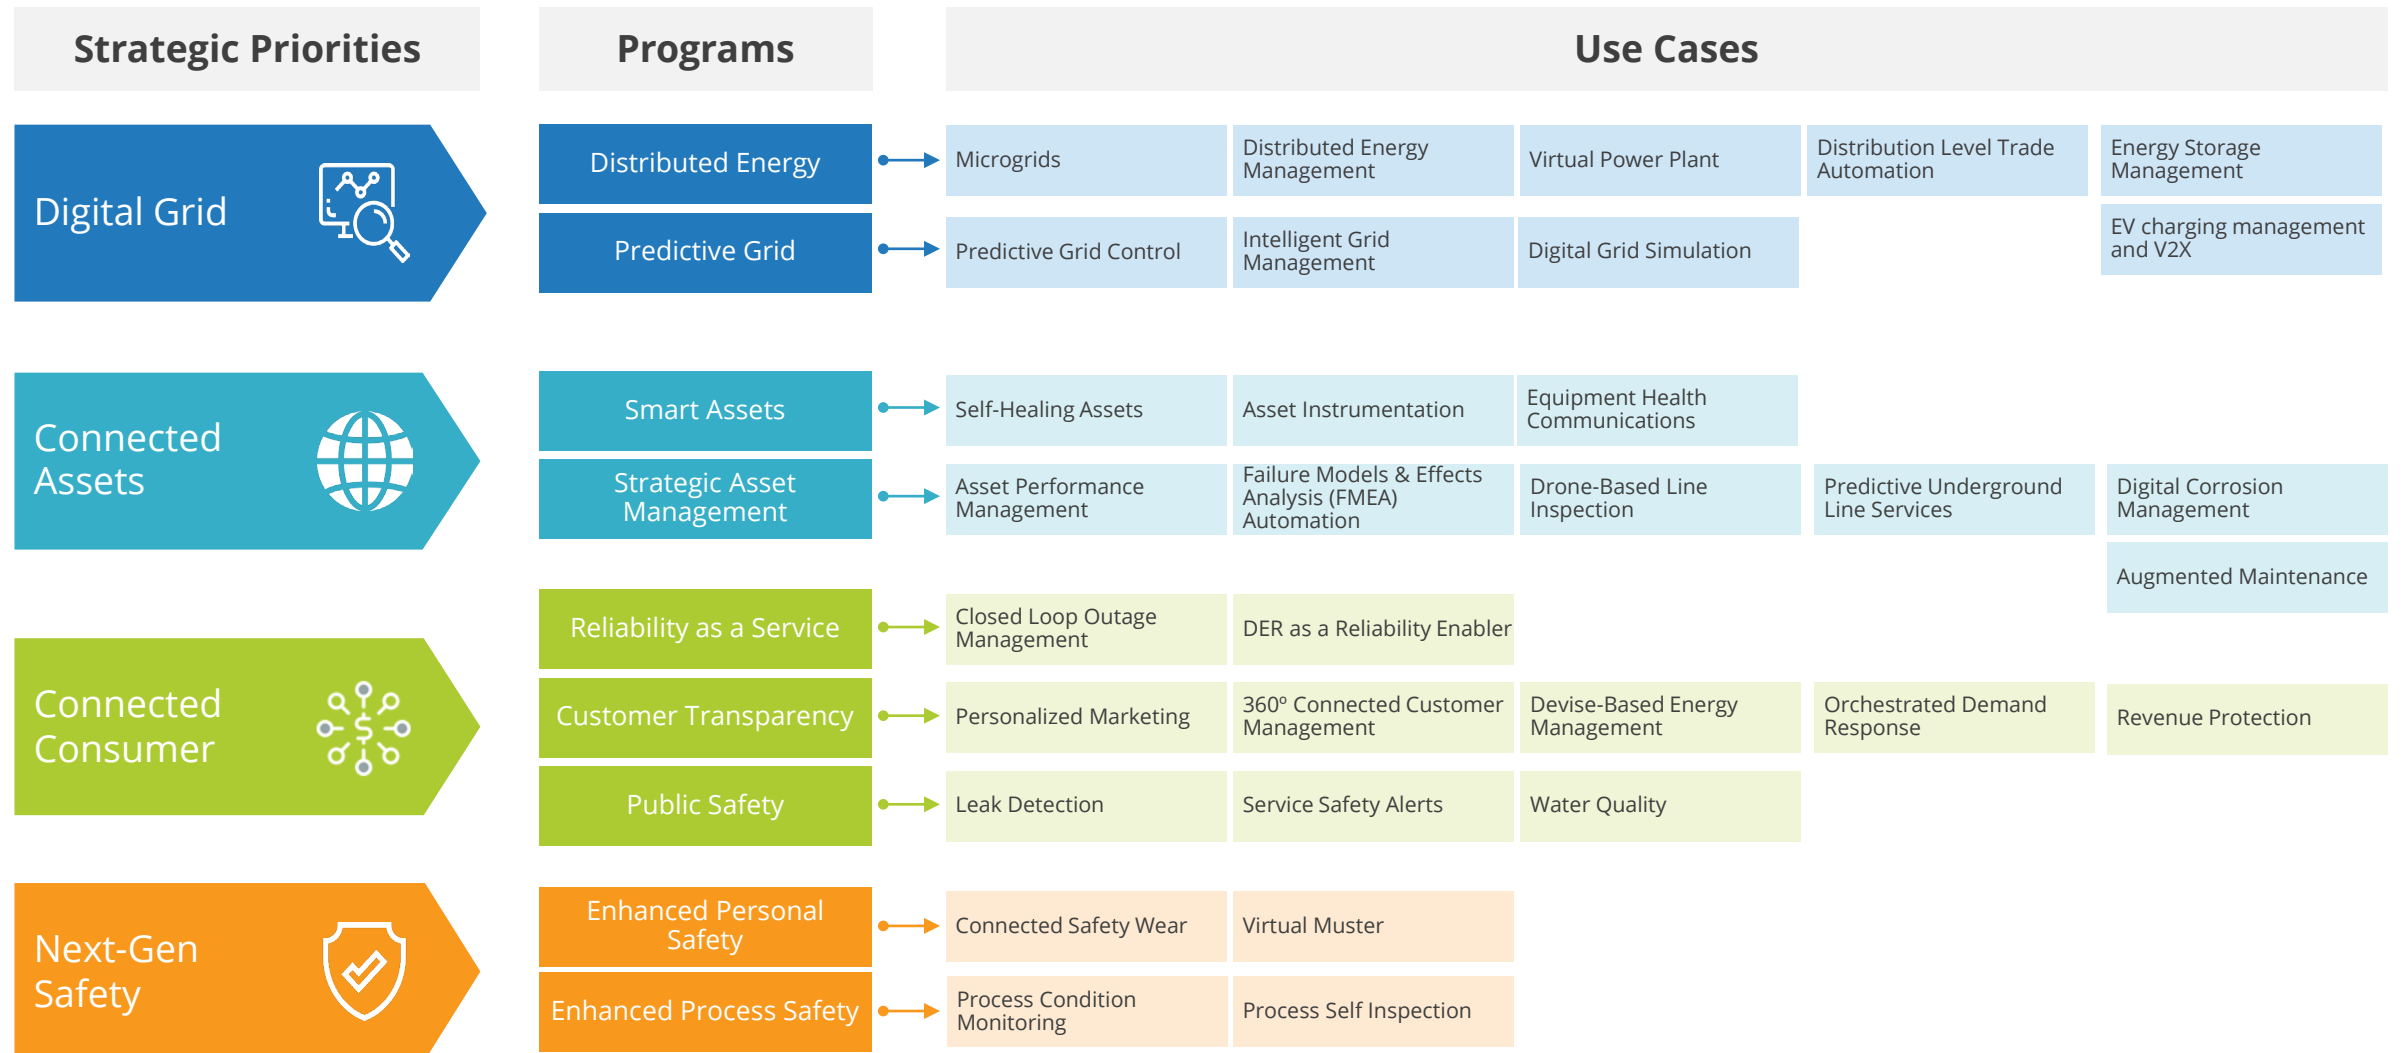 Strategic Priorities
Programs
Use Cases
Digital Grid
Distributed Energy
Microgrids
Distributed Energy
Management
Virtual Power Plant
Distribution Level Trade
Automation
Energy Storage
Management
EV charging management
and V2X
Predictive Grid
Predictive Grid Control
Intelligent Grid
Management
Digital Grid Simulation
Connected
Assets
Smart Assets
Self-Healing Assets
Asset Instrumentation
Equipment Health
Communications
Strategic Asset
Management
Asset Performance
Management
Failure Models & Effects
Analysis (FMEA)
Automation
Drone-Based Line
Inspection
Predictive Underground
Line Services
Digital Corrosion
Management
Augmented Maintenance
Connected
Consumer
Reliability as a Service
Closed Loop Outage
Management
DER as a Reliability Enabler
Customer Transparency
Personalized Marketing
360º Connected Customer
Management
Devise-Based Energy
Management
Orchestrated Demand
Response
Revenue Protection
Public Safety
Leak Detection
Service Safety Alerts
Water Quality
Next-Gen
Safety
Enhanced Personal
Safety
Connected Safety Wear
Virtual Muster
Enhanced Process Safety
Process Condition
Monitoring
Process Self Inspection